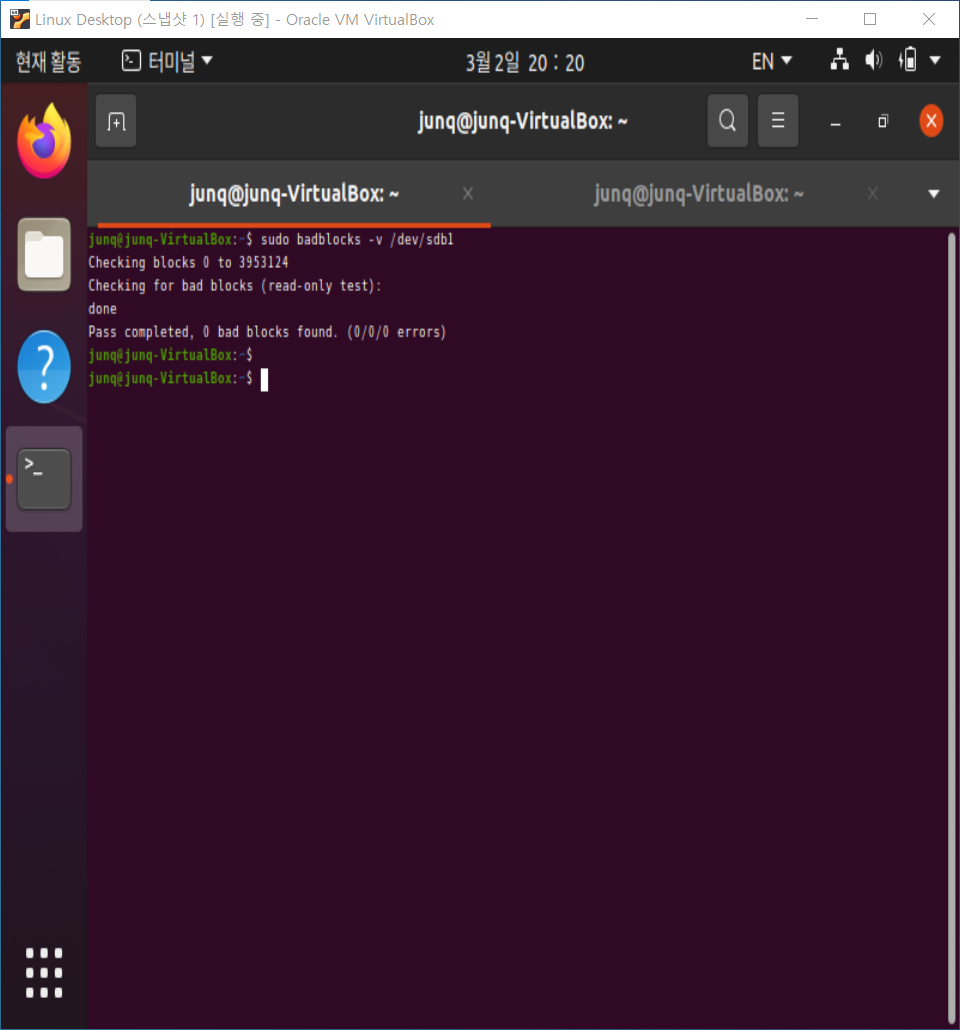 Linux Desktop (스냅샷 1) [실행 중] - Oracle VM VirtualBox
현재 활동 터미널 3월 2일 20 : 20 EN
junq@junq-VirtualBox: ~
junq@junq-VirtualBox: ~ junq@junq-VirtualBox: ~
junq@junq-VirtualBox:~$ sudo badblocks -v /dev/sdb1
Checking blocks 0 to 3953124
Checking for bad blocks (read-only test):
done
Pass completed, 0 bad blocks found. (0/0/0 errors)
junq@junq-VirtualBox:~$
junq@junq-VirtualBox:~$